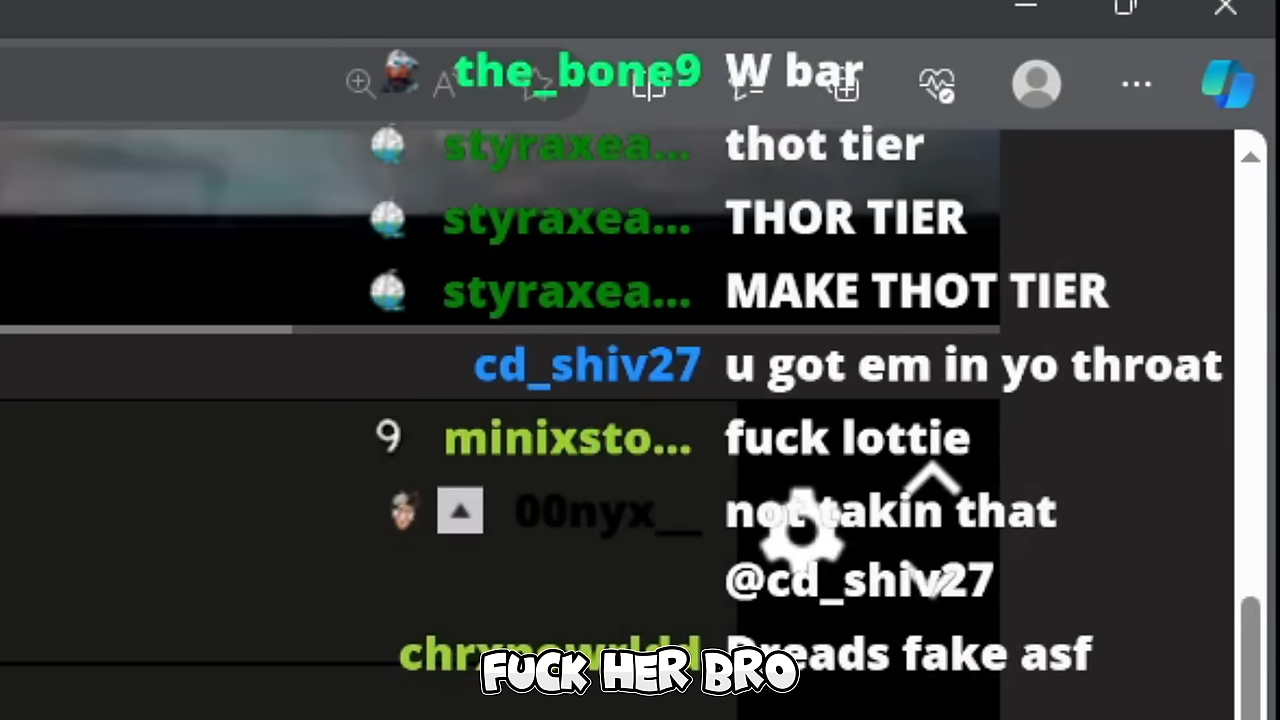 the_bone9 W bar
styraxea... thot tier
styraxea... THOR TIER
styraxea... MAKE THOT TIER
cd_shiv27 u got em in yo throat
9 minixsto... fuck lottie
00nyx__ not takin that
@cd_shiv27
Dreads fake asf
FUCK HER BRO